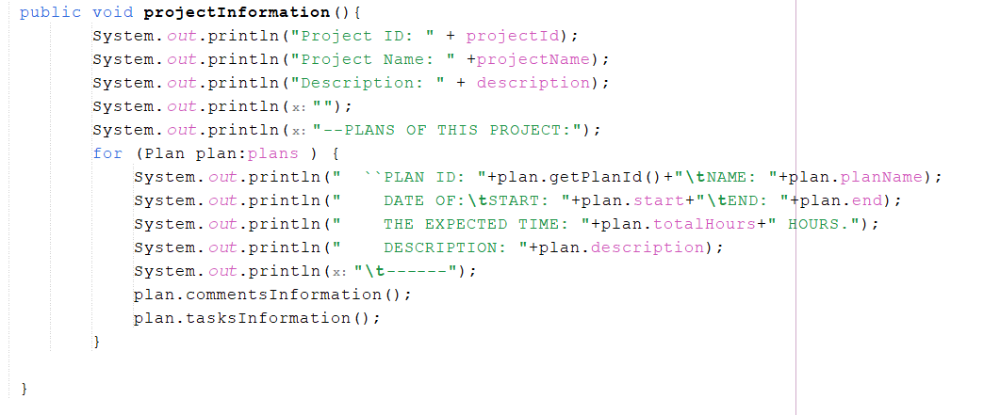 public void projectInformation(){
System.out.println("Project ID: " + projectId);
System.out.println("Project Name: " +projectName);
System.out.println("Description: " + description);
System.out.println(x: "");
System.out.println(x: "--PLANS OF THIS PROJECT:");
for (Plan plan:plans ) {
System.out.println("  ``PLAN ID: "+plan.getPlanId()+"\tNAME: "+plan.planName);
System.out.println("    DATE OF:\tSTART: "+plan.start+"\tEND: "+plan.end);
System.out.println("    THE EXPECTED TIME: "+plan.totalHours+" HOURS.");
System.out.println("    DESCRIPTION: "+plan.description);
System.out.println(x: "\t------");
plan.commentsInformation();
plan.tasksInformation();
}
}